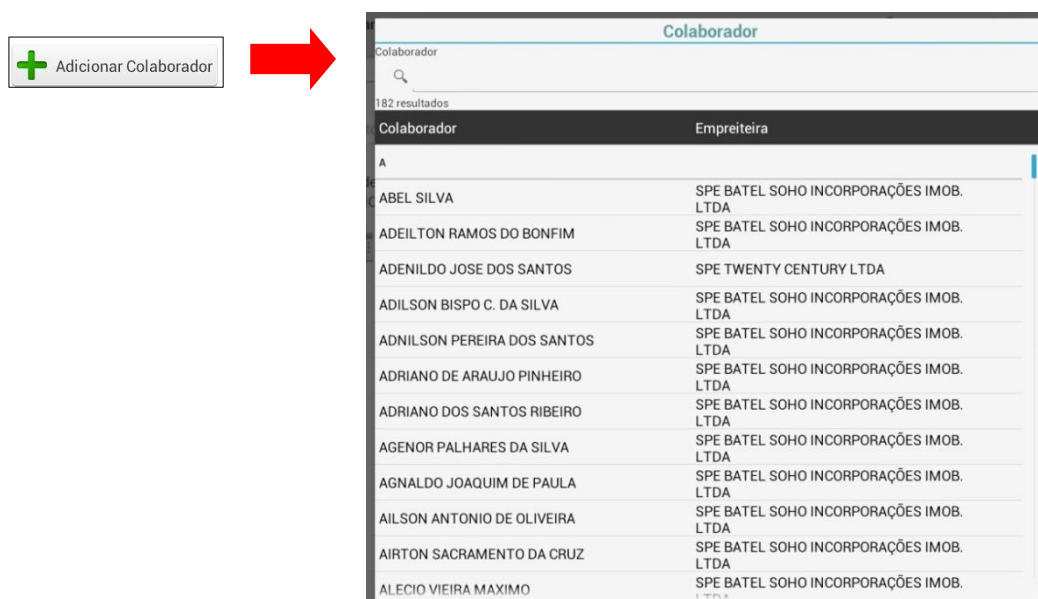 Adicionar Colaborador
Colaborador
Colaborador
182 resultados
Colaborador Empreiteira
A
ABEL SILVA SPE BATEL SOHO INCORPORAÇÕES IMOB.
LTDA
ADEILTON RAMOS DO BONFIM SPE BATEL SOHO INCORPORAÇÕES IMOB.
LTDA
ADENILDO JOSE DOS SANTOS SPE TWENTY CENTURY LTDA
ADILSON BISPO C. DA SILVA SPE BATEL SOHO INCORPORAÇÕES IMOB.
LTDA
ADNILSON PEREIRA DOS SANTOS SPE BATEL SOHO INCORPORAÇÕES IMOB.
LTDA
ADRIANO DE ARAUJO PINHEIRO SPE BATEL SOHO INCORPORAÇÕES IMOB.
LTDA
ADRIANO DOS SANTOS RIBEIRO SPE BATEL SOHO INCORPORAÇÕES IMOB.
LTDA
AGENOR PALHARES DA SILVA SPE BATEL SOHO INCORPORAÇÕES IMOB.
LTDA
AGNALDO JOAQUIM DE PAULA SPE BATEL SOHO INCORPORAÇÕES IMOB.
LTDA
AILSON ANTONIO DE OLIVEIRA SPE BATEL SOHO INCORPORAÇÕES IMOB.
LTDA
AIRTON SACRAMENTO DA CRUZ SPE BATEL SOHO INCORPORAÇÕES IMOB.
LTDA
ALECIO VIEIRA MAXIMO SPE BATEL SOHO INCORPORAÇÕES IMOB.